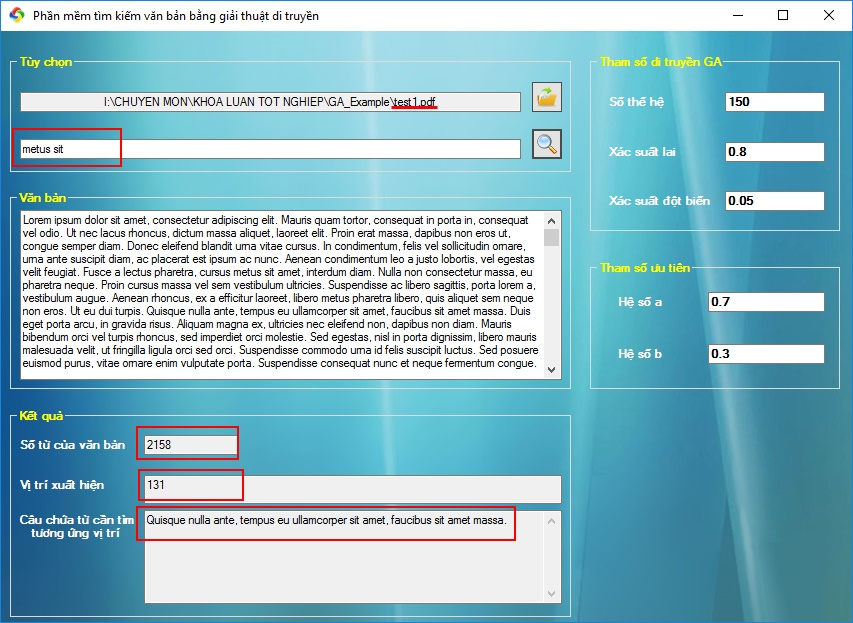 Phần mềm tìm kiếm văn bản bằng giải thuật di truyền
Tùy chọn
I:\CHUYEN MON\KHOA LUAN TOT NGHIEP\GA_Example\test1.pdf
metus sit
Văn bản
Lorem ipsum dolor sit amet, consectetur adipiscing elit. Mauris quam tortor, consequat in porta in, consequat
vel odio. Ut nec lacus rhoncus, dictum massa aliquet, laoreet elit. Proin erat massa, dapibus non eros ut,
congue semper diam. Donec eleifend blandit urna vitae cursus. In condimentum, felis vel sollicitudin ornare,
urna ante suscipit diam, ac placerat est ipsum ac nunc. Aenean condimentum leo a justo lobortis, vel egestas
velit feugiat. Fusce a lectus pharetra, cursus metus sit amet, interdum diam. Nulla non consectetur massa, eu
pharetra neque. Proin cursus massa vel sem vestibulum ultricies. Suspendisse ac libero sagittis, porta lorem a,
vestibulum augue. Aenean rhoncus, ex a efficitur laoreet, libero metus pharetra libero, quis aliquet sem neque
non eros. Ut eu dui turpis. Quisque nulla ante, tempus eu ullamcorper sit amet, faucibus sit amet massa. Duis
eget porta arcu, in gravida risus. Aliquam magna ex, ultricies nec eleifend non, dapibus non diam. Mauris
bibendum orci vel turpis rhoncus, sed imperdiet orci molestie. Sed egestas, nisl in porta dignissim, libero mauris
malesuada velit, ut fringilla ligula orci sed orci. Suspendisse commodo urna id felis suscipit luctus. Sed posuere
euismod purus, vitae ornare enim vulputate porta. Suspendisse consequat nunc et neque fermentum congue.
Kết quả
Số từ của văn bản
2158
Vị trí xuất hiện
131
Câu chứa từ cần tìm
tương ứng vị trí
Quisque nulla ante, tempus eu ullamcorper sit amet, faucibus sit amet massa.
Tham số di truyền GA
Số thế hệ
150
Xác suất lai
0.8
Xác suất đột biến
0.05
Tham số ưu tiên
Hệ số a
0.7
Hệ số b
0.3